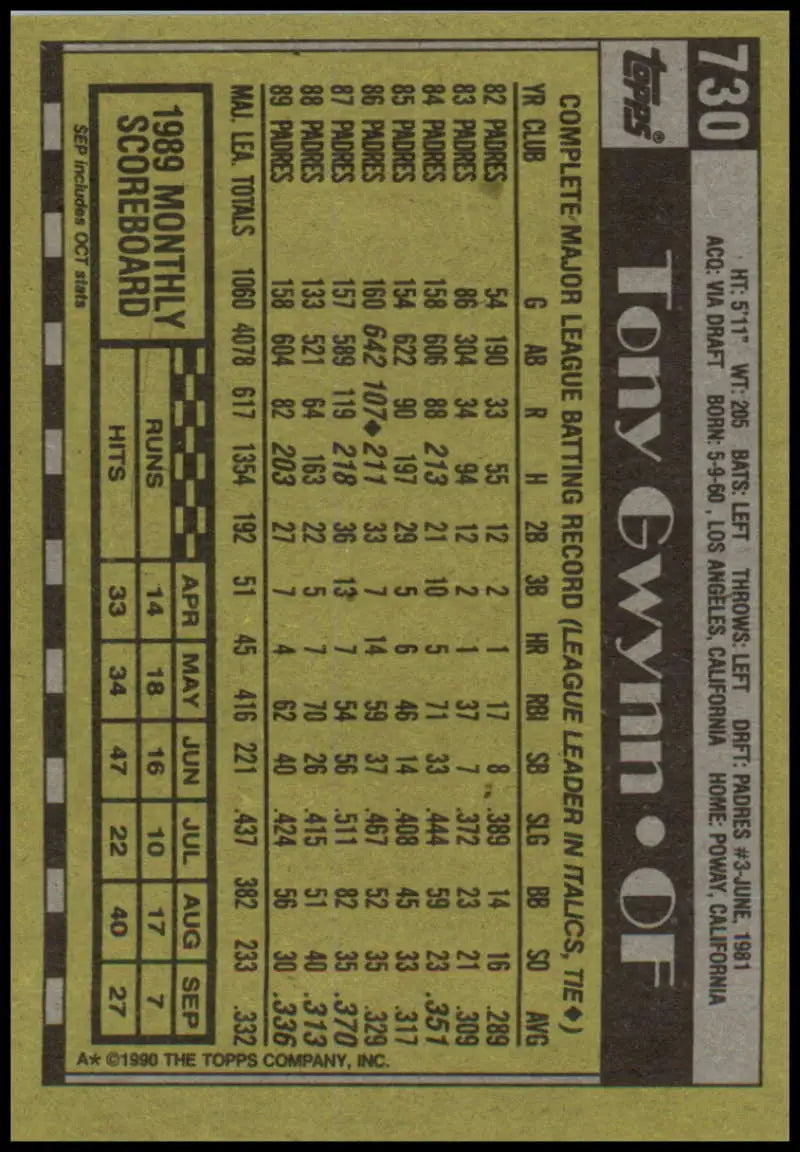 730
topps®
HT: 5'11" WT: 205 BATS: LEFT THROWS: LEFT DRFT: PADRES #3-JUNE, 1981
ACQ: VIA DRAFT BORN: 5-9-60, LOS ANGELES, CALIFORNIA HOME: POWAY, CALIFORNIA
Tony Gwynn • OF
COMPLETE MAJOR LEAGUE BATTING RECORD (LEAGUE LEADER IN ITALICS, TIE ♦)
YR CLUB G AB R H 2B 3B HR RBI SB SLG BB SO AVG
82 PADRES 54 190 33 55 12 2 1 17 8 .389 14 16 .289
83 PADRES 86 304 34 94 12 2 1 37 7 .372 23 21 .309
84 PADRES 158 606 88 213 21 10 5 71 33 .444 59 23 .351
85 PADRES 154 622 90 197 29 5 6 46 14 .408 45 33 .317
86 PADRES 160 642 107♦ 211 33 7 14 59 37 .467 52 35 .329
87 PADRES 157 589 119 218 36 13 7 54 56 .511 82 35 .370
88 PADRES 133 521 64 163 22 5 7 70 26 .415 51 40 .313
89 PADRES 158 604 82 203 27 7 4 62 40 .424 56 30 .336
MAJ. LEA. TOTALS 1060 4078 617 1354 192 51 45 416 221 .437 382 233 .332
1989 MONTHLY
SCOREBOARD
SEP includes OCT stats
APR MAY JUN JUL AUG SEP
RUNS 14 18 16 10 17 7
HITS 33 34 47 22 40 27
A* ©1990 THE TOPPS COMPANY, INC.